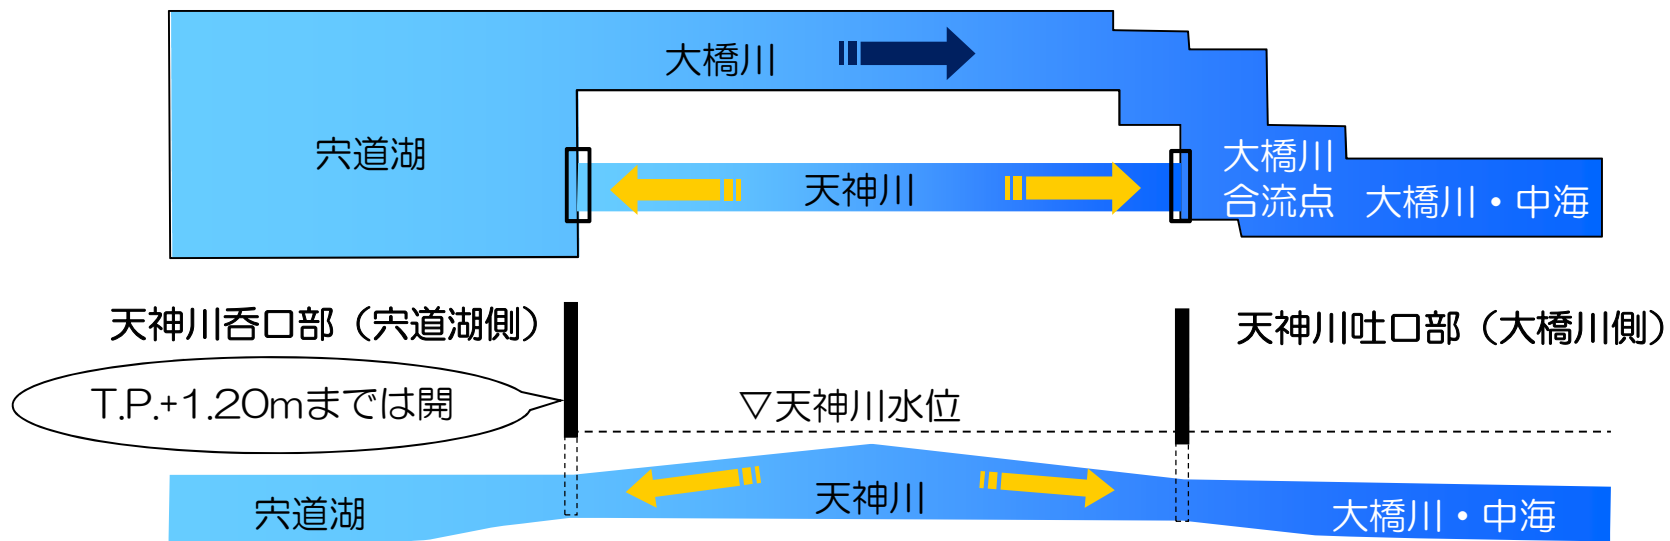 大橋川
宍道湖
天神川
大橋川
合流点
大橋川・中海
天神川呑口部（宍道湖側）
天神川吐口部（大橋川側）
T.P.+1.20mまでは開
▽天神川水位
宍道湖
天神川
大橋川・中海